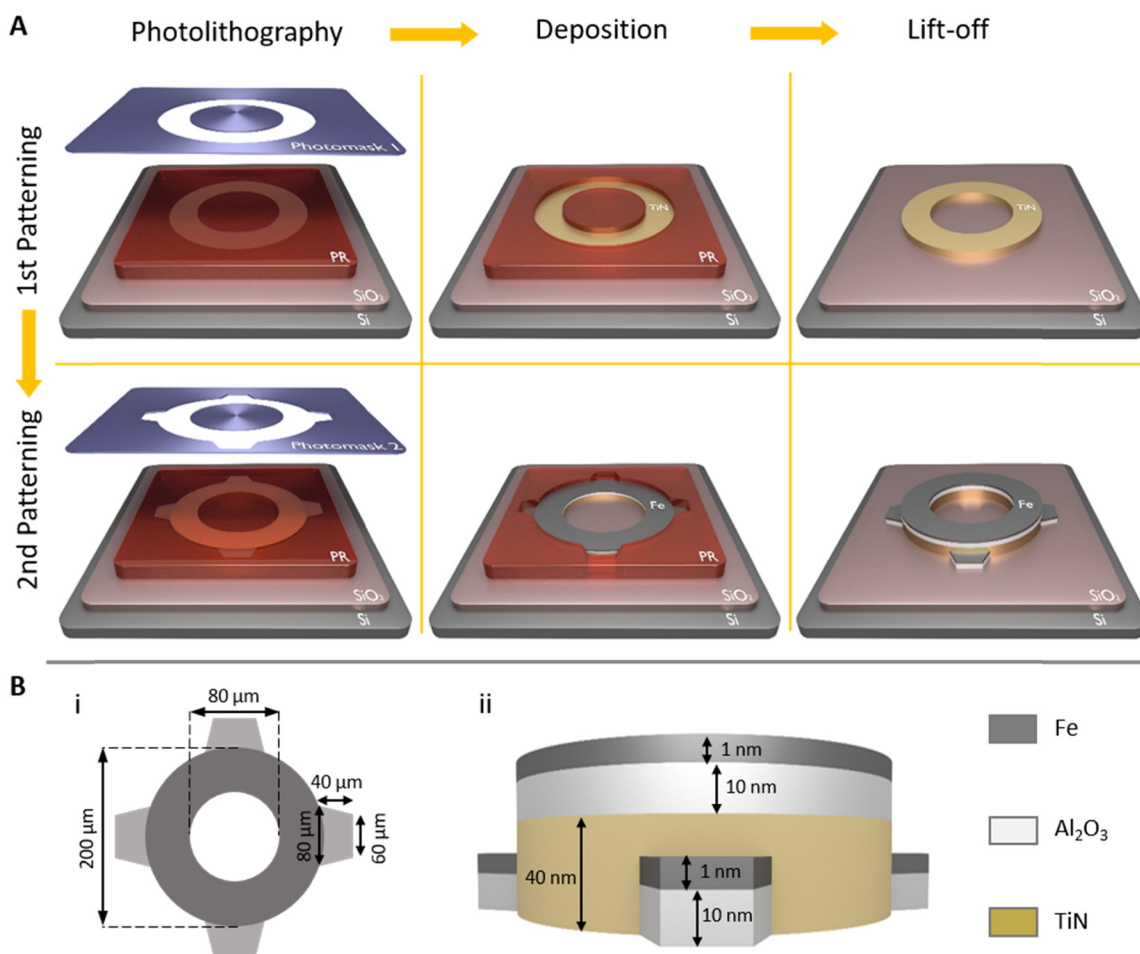 A
Photolithography
Deposition
Lift-off
1st Patterning
Photomask 1
PR
SiO₂
Si
TiN
PR
SiO₂
Si
TiN
SiO₂
Si
2nd Patterning
Photomask 2
PR
SiO₂
Si
Fe
PR
SiO₂
Si
Fe
SiO₂
Si
B
i
80 µm
200 µm
40 µm
80 µm
60 µm
ii
1 nm
10 nm
40 nm
1 nm
10 nm
Fe
Al₂O₃
TiN